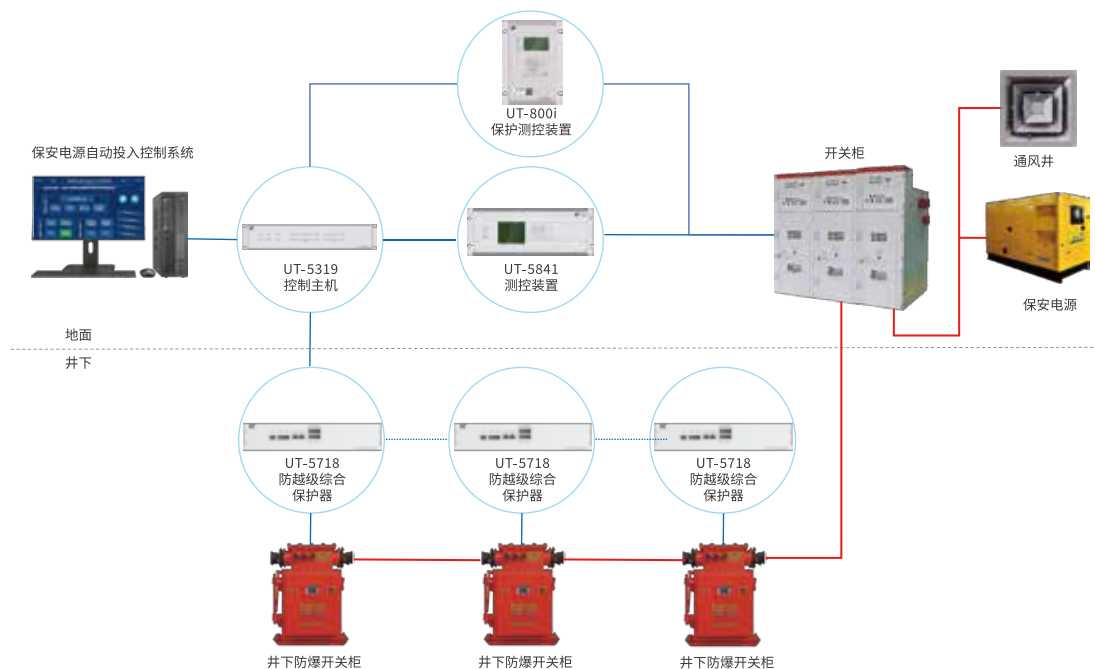 UT-800i
保护测控装置
保安电源自动投入控制系统
开关柜
通风井
UT-5319
控制主机
UT-5841
测控装置
保安电源
地面
井下
UT-5718
防越级综合
保护器
UT-5718
防越级综合
保护器
UT-5718
防越级综合
保护器
井下防爆开关柜
井下防爆开关柜
井下防爆开关柜